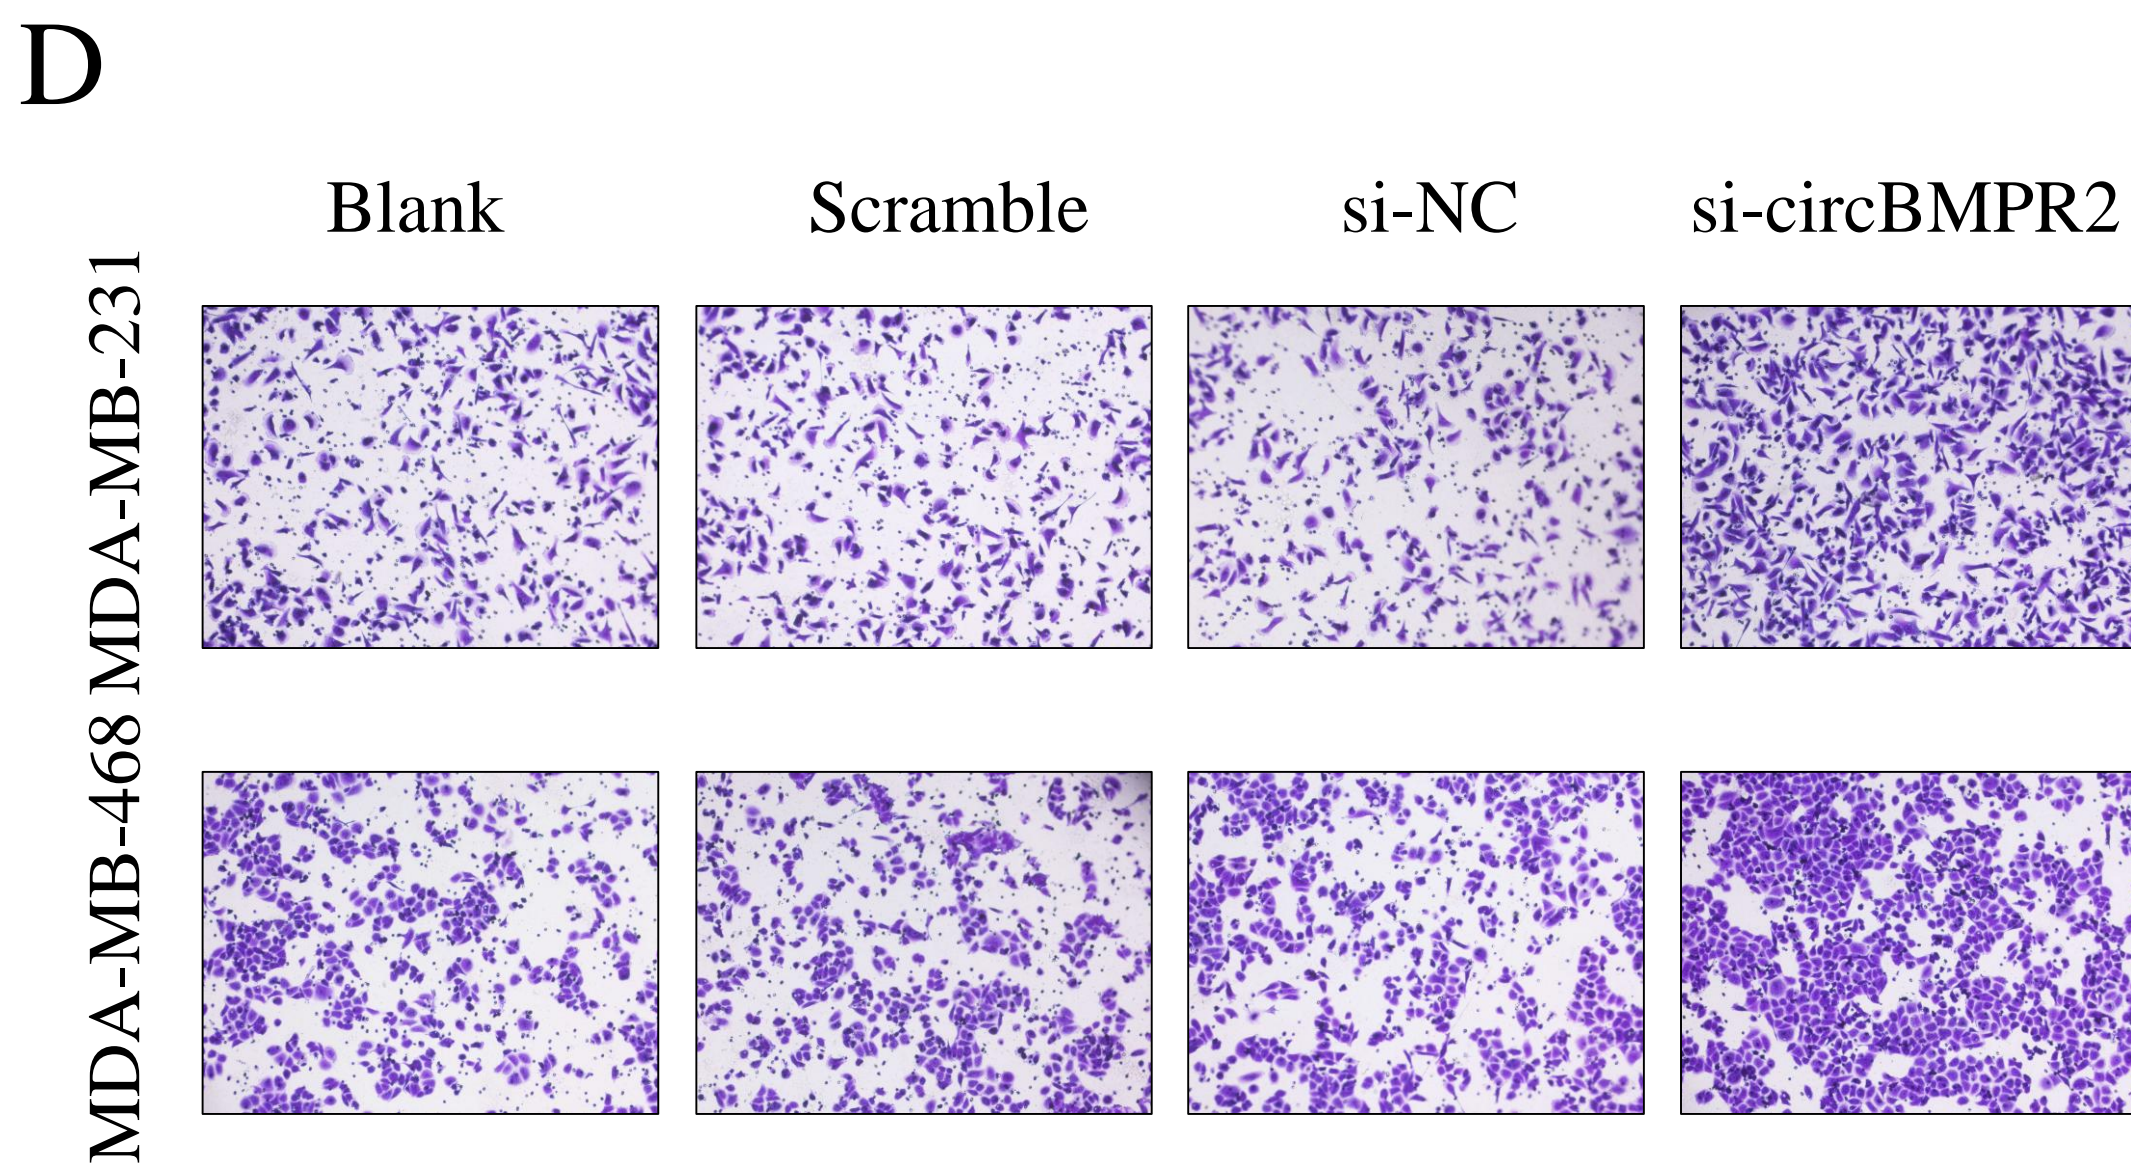 D
Blank
Scramble
si-NC
si-circBMPR2
MDA-MB-231
MDA-MB-468